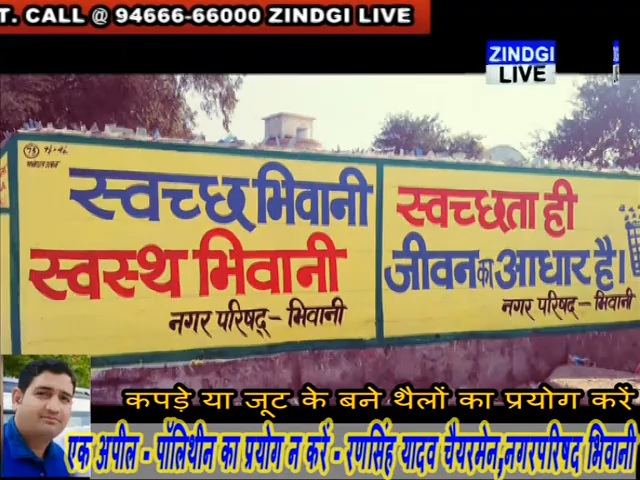 T. CALL @ 94666-66000 ZINDGI LIVE
ZINDGI
LIVE
73
स्वच्छ भिवानी
स्वस्थ भिवानी
नगर परिषद्- भिवानी
स्वच्छता ही
जीवन का आधार है।
नगर परिषद - भिवानी
कपड़े या जूट के बने थैलों का प्रयोग करें
एक अपील - पॉलिथीन का प्रयोग न करें - रणसिंह यादव चैयरमेन,नगरपरिषद भिवानी